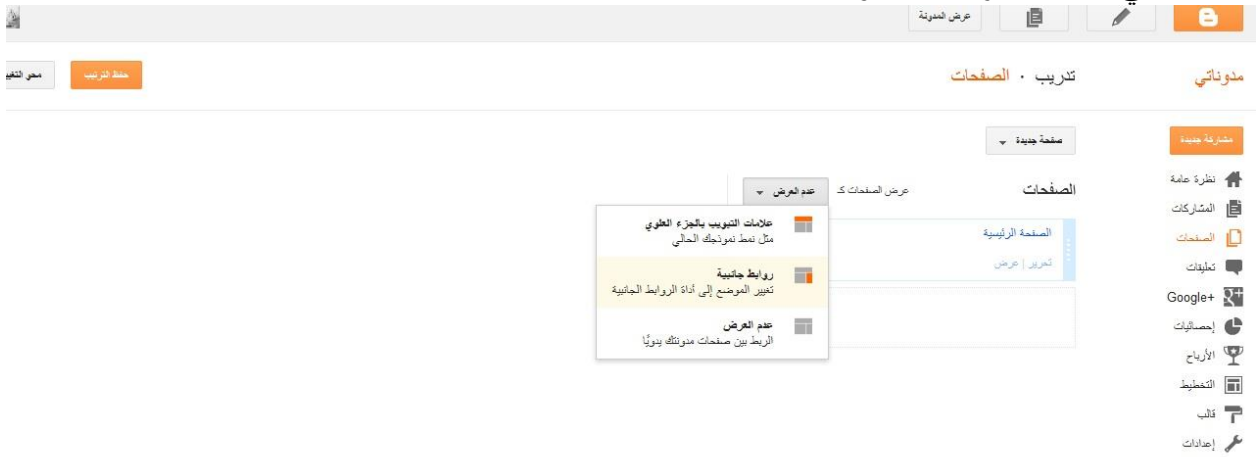 عرض المدونة
مدوناتي
تدريب · الصفحات
حفظ الترتيب
محو التغيير
مشاركة جديدة
صفحة جديدة
نظرة عامة
المشاركات
الصفحات
تعليقات
Google+
إحصائيات
الأرباح
التخطيط
قالب
إعدادات
الصفحات
عرض الصفحات كـ
عدم العرض
علامات التبويب بالجزء العلوي
مثل نمط نموذجك الحالي
روابط جانبية
تغيير الموضع إلى أداة الروابط الجانبية
عدم العرض
الربط بين صفحات مدونتك يدويًا
الصفحة الرئيسية
تحرير | عرض